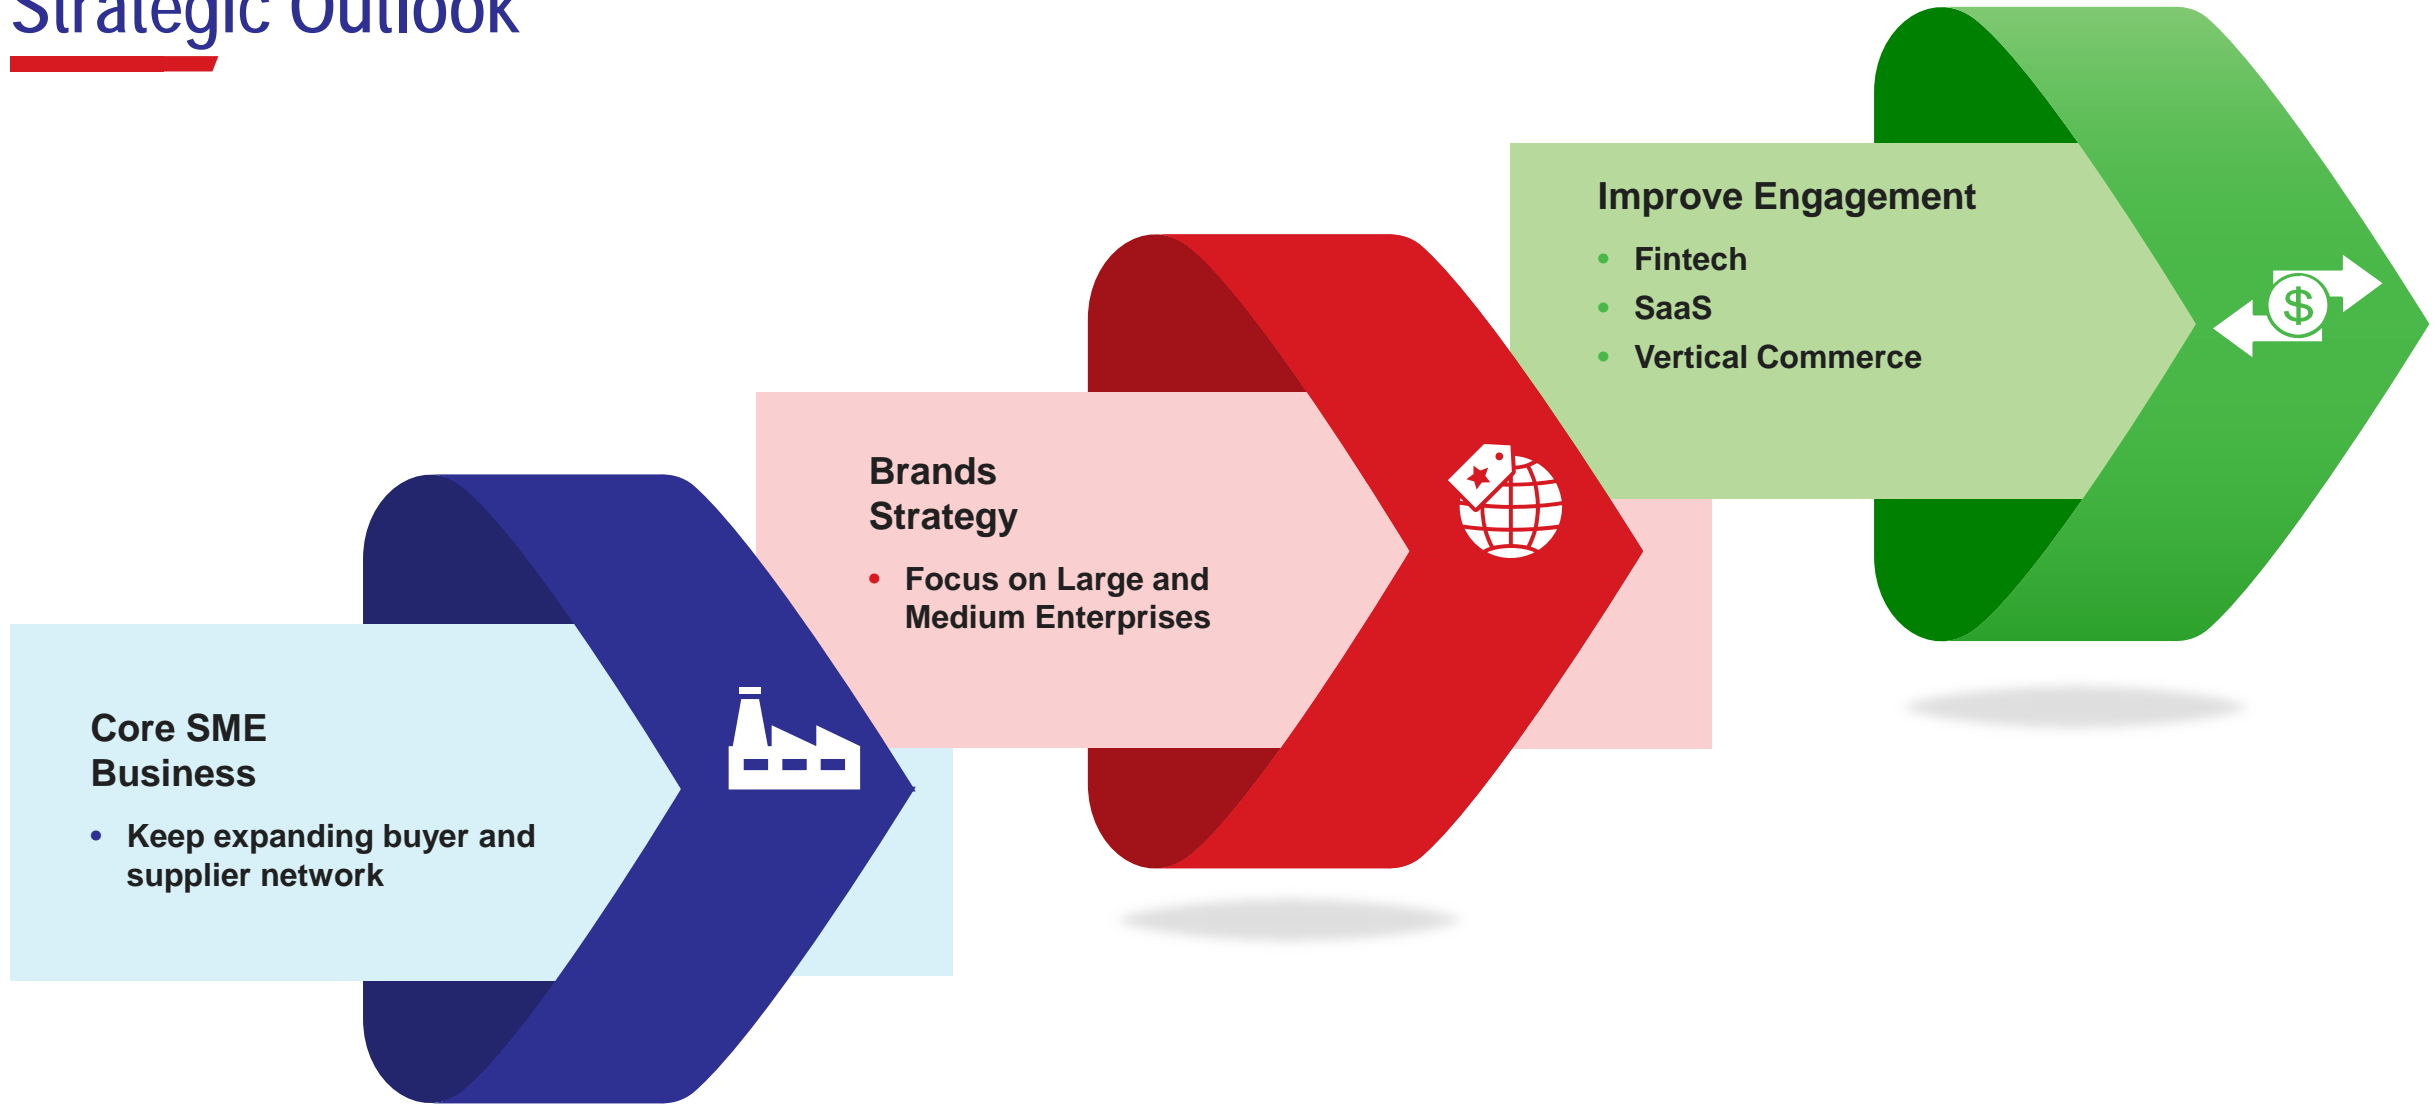 Strategic Outlook
Core SME
Business
• Keep expanding buyer and
supplier network
Brands
Strategy
• Focus on Large and
Medium Enterprises
Improve Engagement
• Fintech
• SaaS
• Vertical Commerce
$